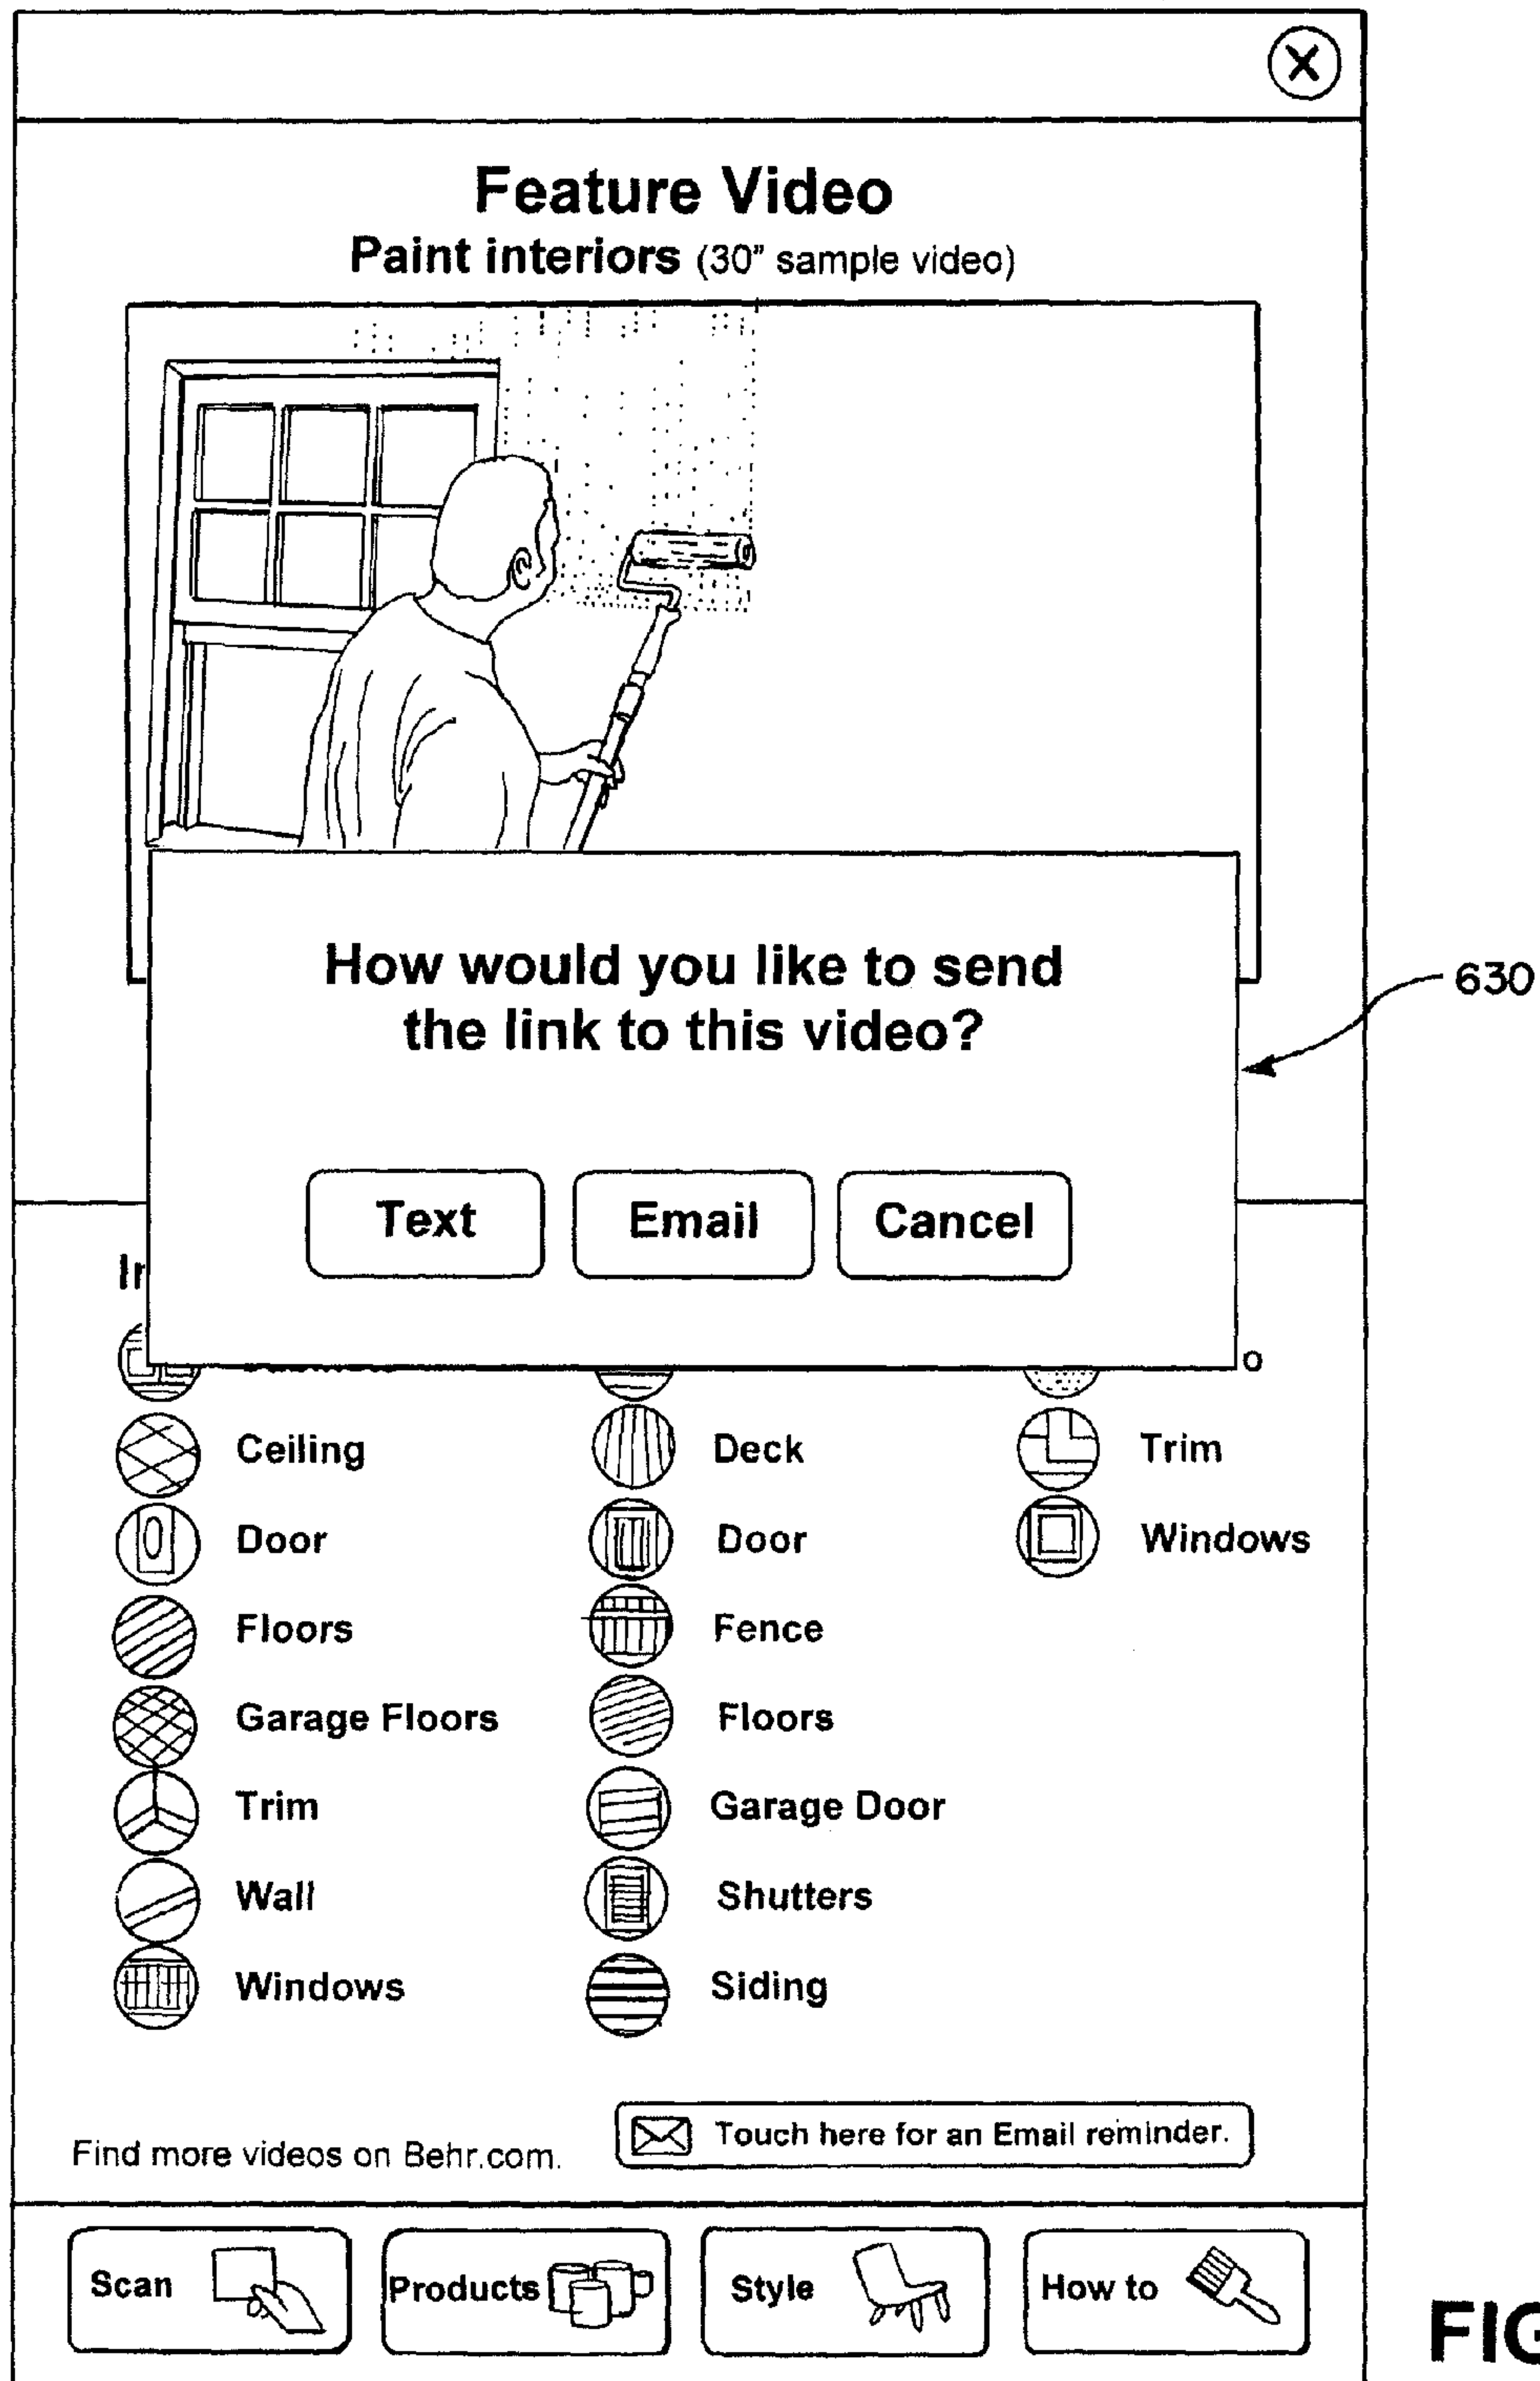 Feature Video
Paint interiors (30" sample video)
How would you like to send
the link to this video?
630
Text Email Cancel
Ceiling Deck Trim
Door Door Windows
Floors Fence
Garage Floors Floors
Trim Garage Door
Wall Shutters
Windows Siding
Touch here for an Email reminder.
Find more videos on Behr.com.
Scan Products Style How to
FIG